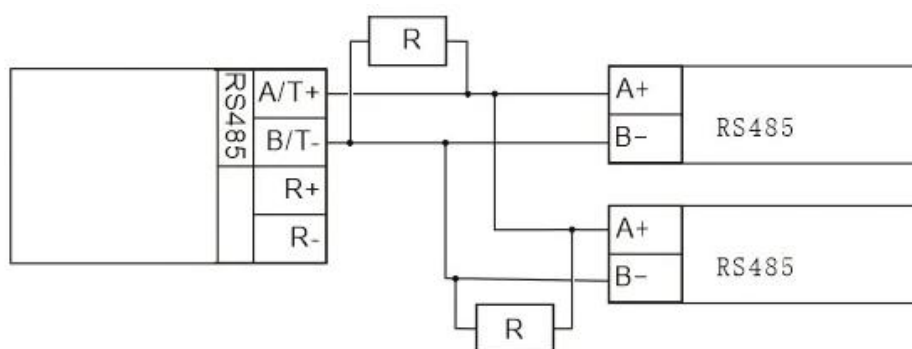 R
RS485
A/T+
B/T-
R+
R-
A+
B-
RS485
A+
B-
RS485
R